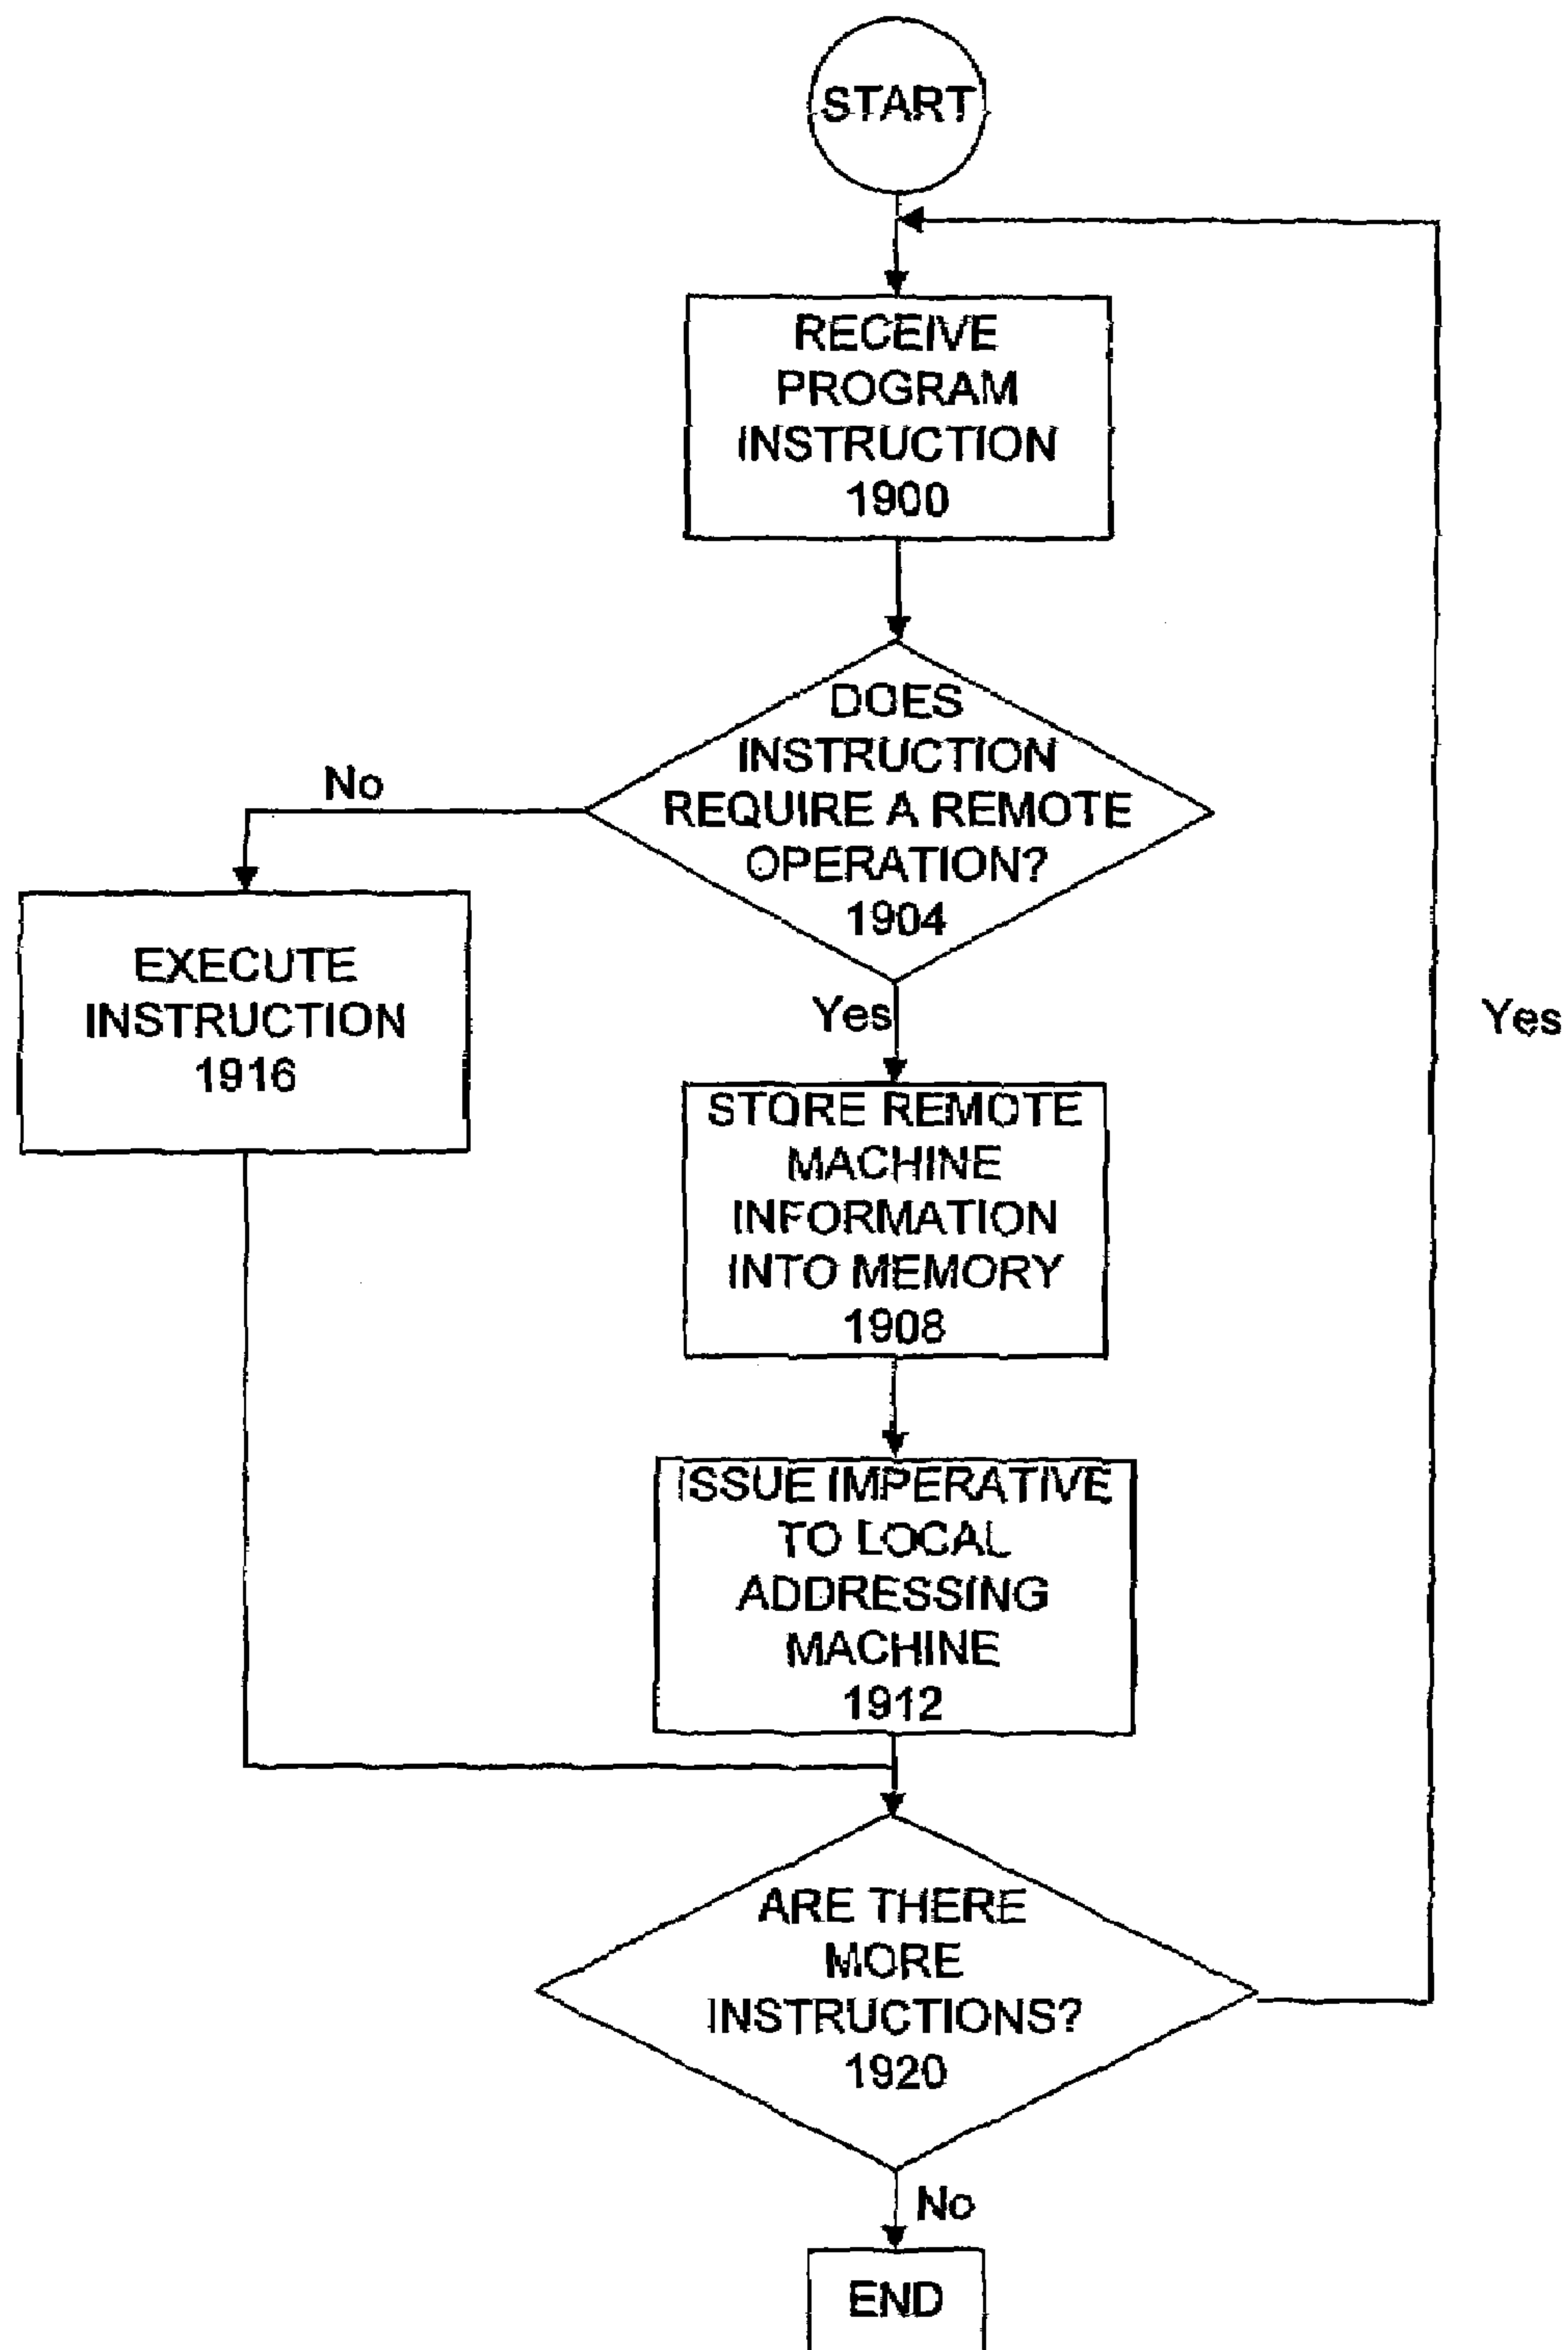 START
RECEIVE
PROGRAM
INSTRUCTION
1900
DOES
INSTRUCTION
REQUIRE A REMOTE
OPERATION?
1904
No
EXECUTE
INSTRUCTION
1916
Yes
Yes
STORE REMOTE
MACHINE
INFORMATION
INTO MEMORY
1908
ISSUE IMPERATIVE
TO LOCAL
ADDRESSING
MACHINE
1912
ARE THERE
MORE
INSTRUCTIONS?
1920
No
END